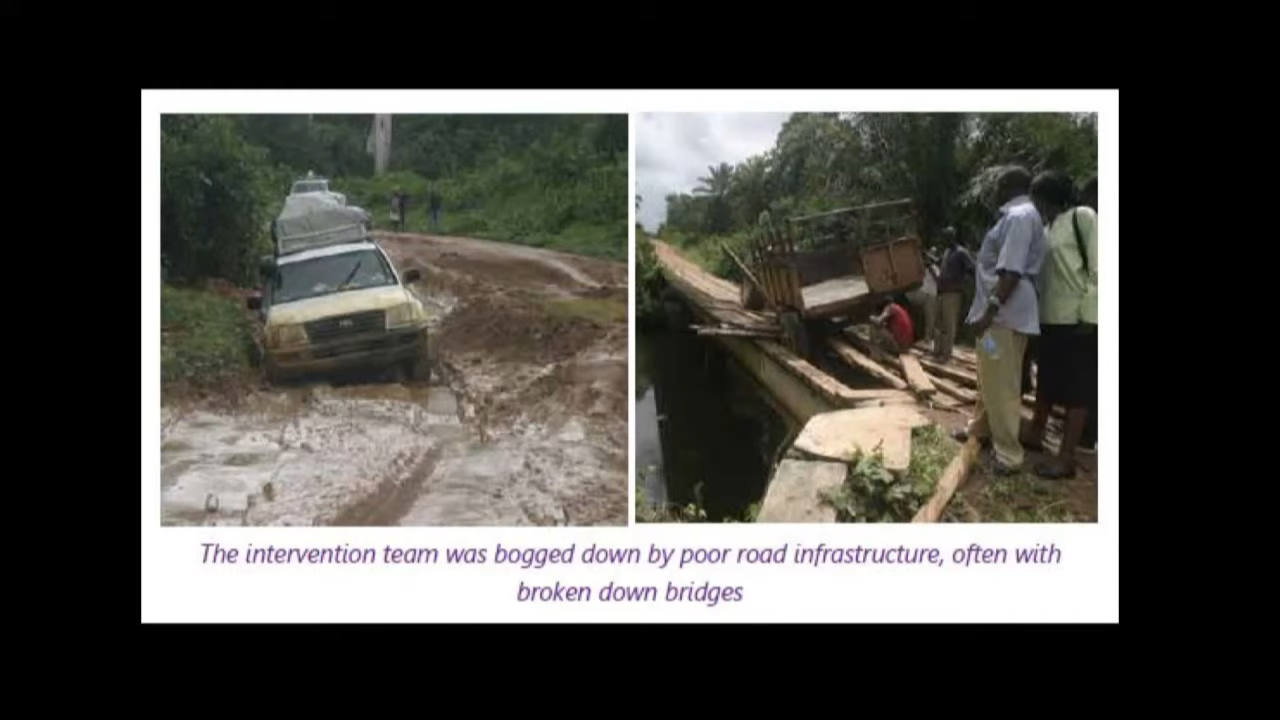 The intervention team was bogged down by poor road infrastructure, often with
broken down bridges